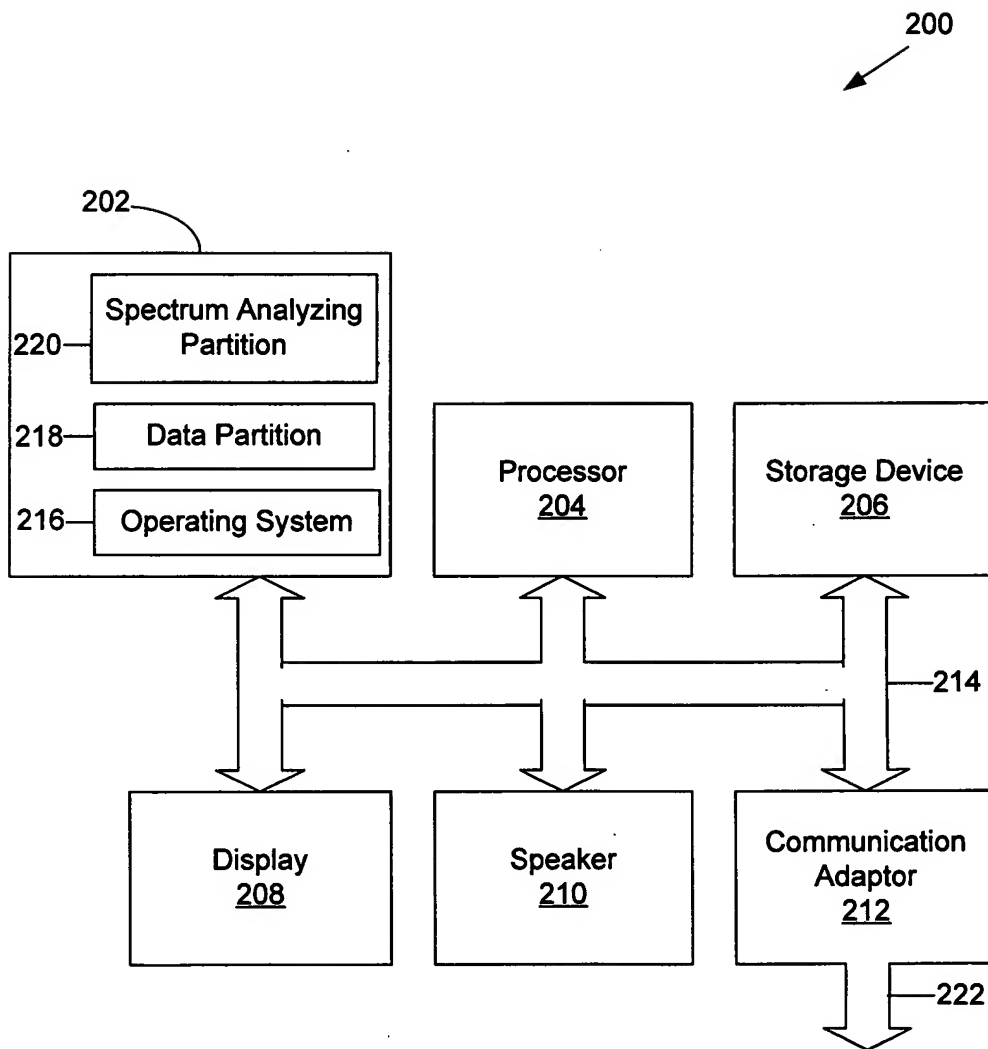 200
202
Spectrum Analyzing
Partition
220
218
Data Partition
216
Operating System
Processor
204
Storage Device
206
214
Display
208
Speaker
210
Communication
Adaptor
212
222